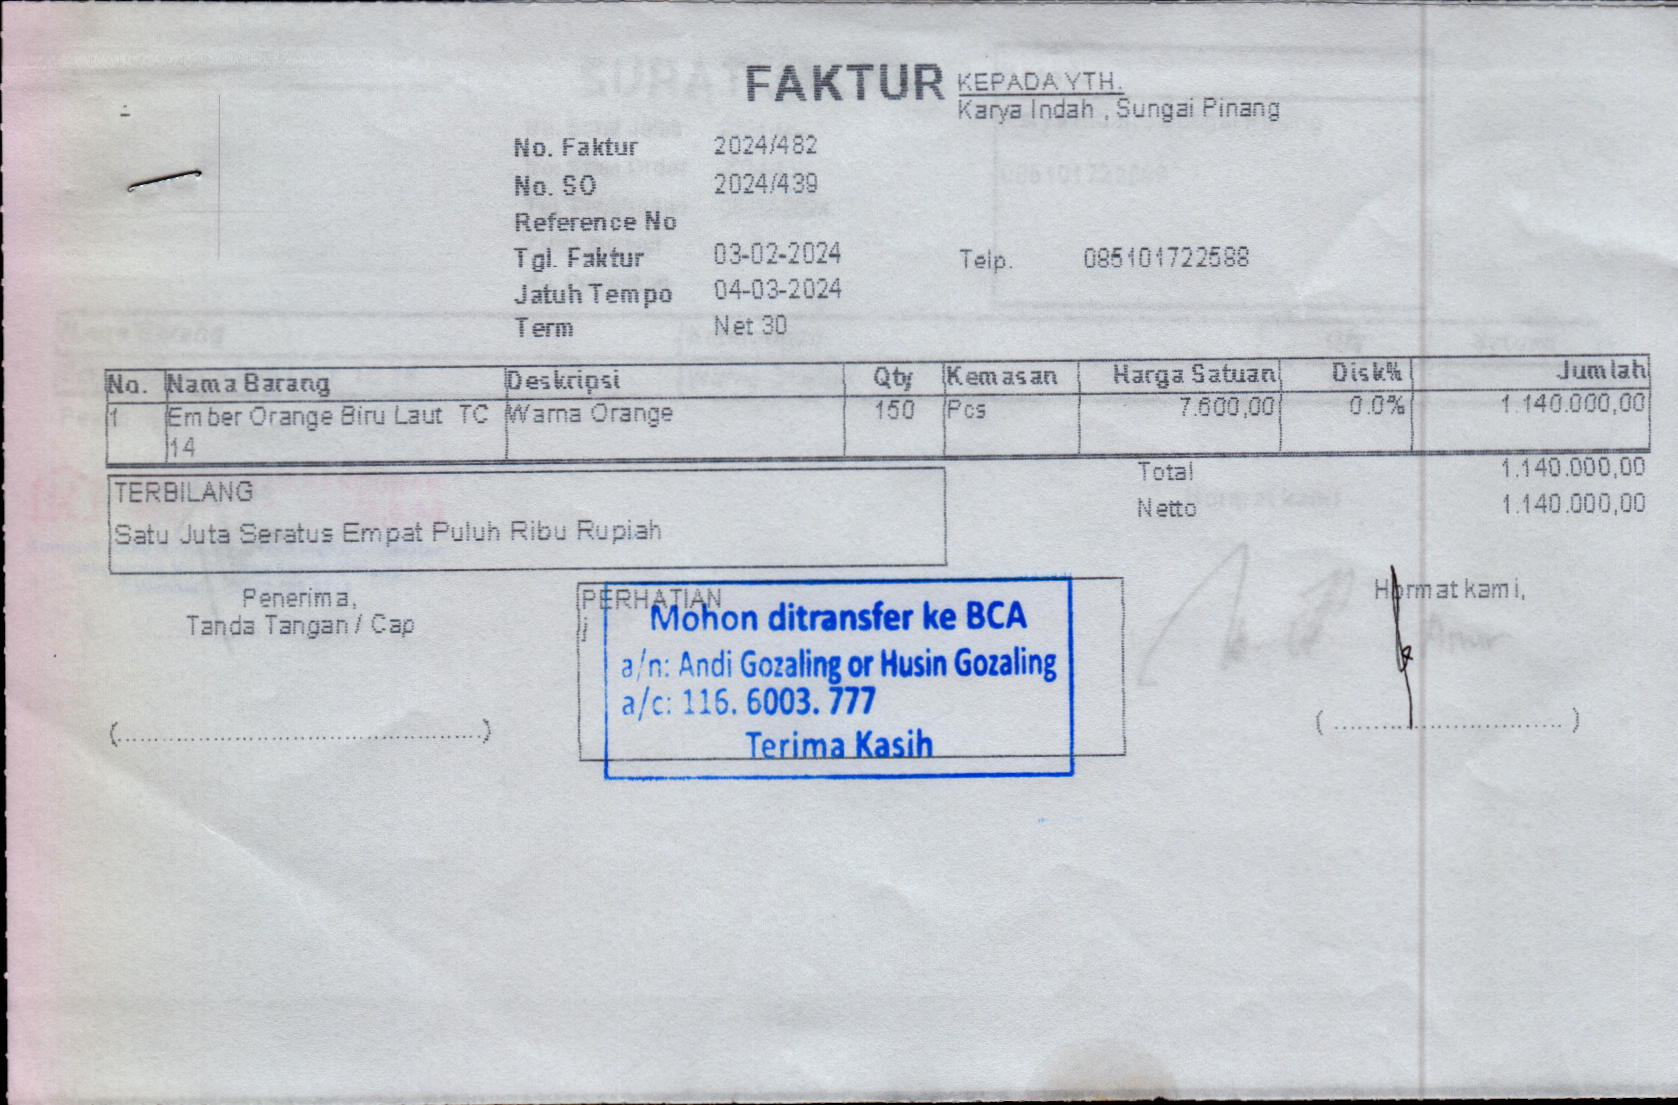 FAKTUR
KEPADA YTH.
Karya Indah , Sungai Pinang
No. Faktur 2024/482
No. SO 2024/439
Reference No
Tgl. Faktur 03-02-2024
Telp. 085101722588
Jatuh Tempo 04-03-2024
Term Net 30
No. Nama Barang Deskripsi Qty Kemasan Harga Satuan Disk% Jumlah
1 Ember Orange Biru Laut TC Warna Orange 150 Pcs 7.600,00 0.0% 1.140.000,00
14
Total 1.140.000,00
Netto 1.140.000,00
TERBILANG
Satu Juta Seratus Empat Puluh Ribu Rupiah
Penerima,
Tanda Tangan / Cap
PERHATIAN
Mohon ditransfer ke BCA
a/n: Andi Gozaling or Husin Gozaling
a/c: 116. 6003. 777
Terima Kasih
Hormat kami,
(..............................................)
(................................)